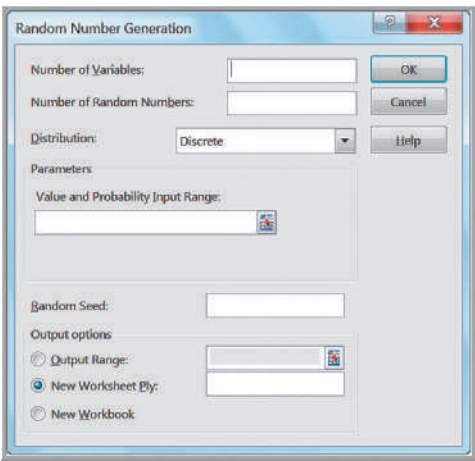 Random Number Generation
Number of Variables:
OK
Number of Random Numbers:
Cancel
Distribution:
Discrete
Help
Parameters
Value and Probability Input Range:
Random Seed:
Output options
Output Range:
New Worksheet Ply:
New Workbook